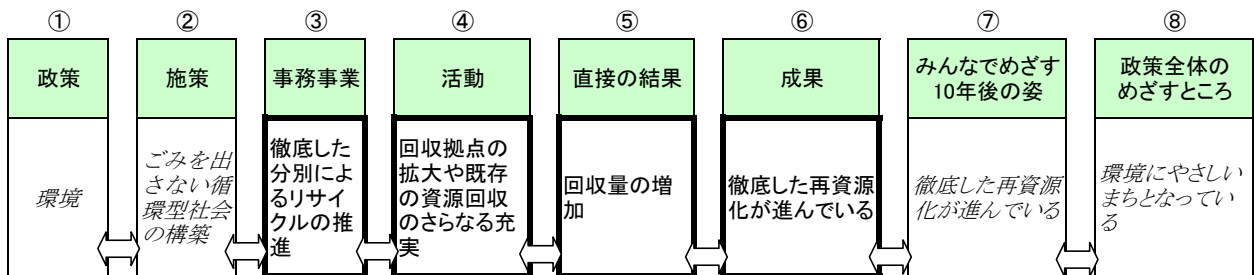 ①
②
③
④
⑤
⑥
⑦
⑧
政策
施策
事務事業
活動
直接の結果
成果
みんなでめざす
10年後の姿
政策全体の
めざすところ
環境
ごみを出
さない循
環型社会
の構築
徹底した
分別によ
るリサイ
クルの推
進
回収拠点の
拡大や既存
の資源回収
のさらなる充
実
回収量の増
加
徹底した再資源
化が進んでいる
徹底した再資源
化が進んでいる
環境にやさしい
まちとなってい
る